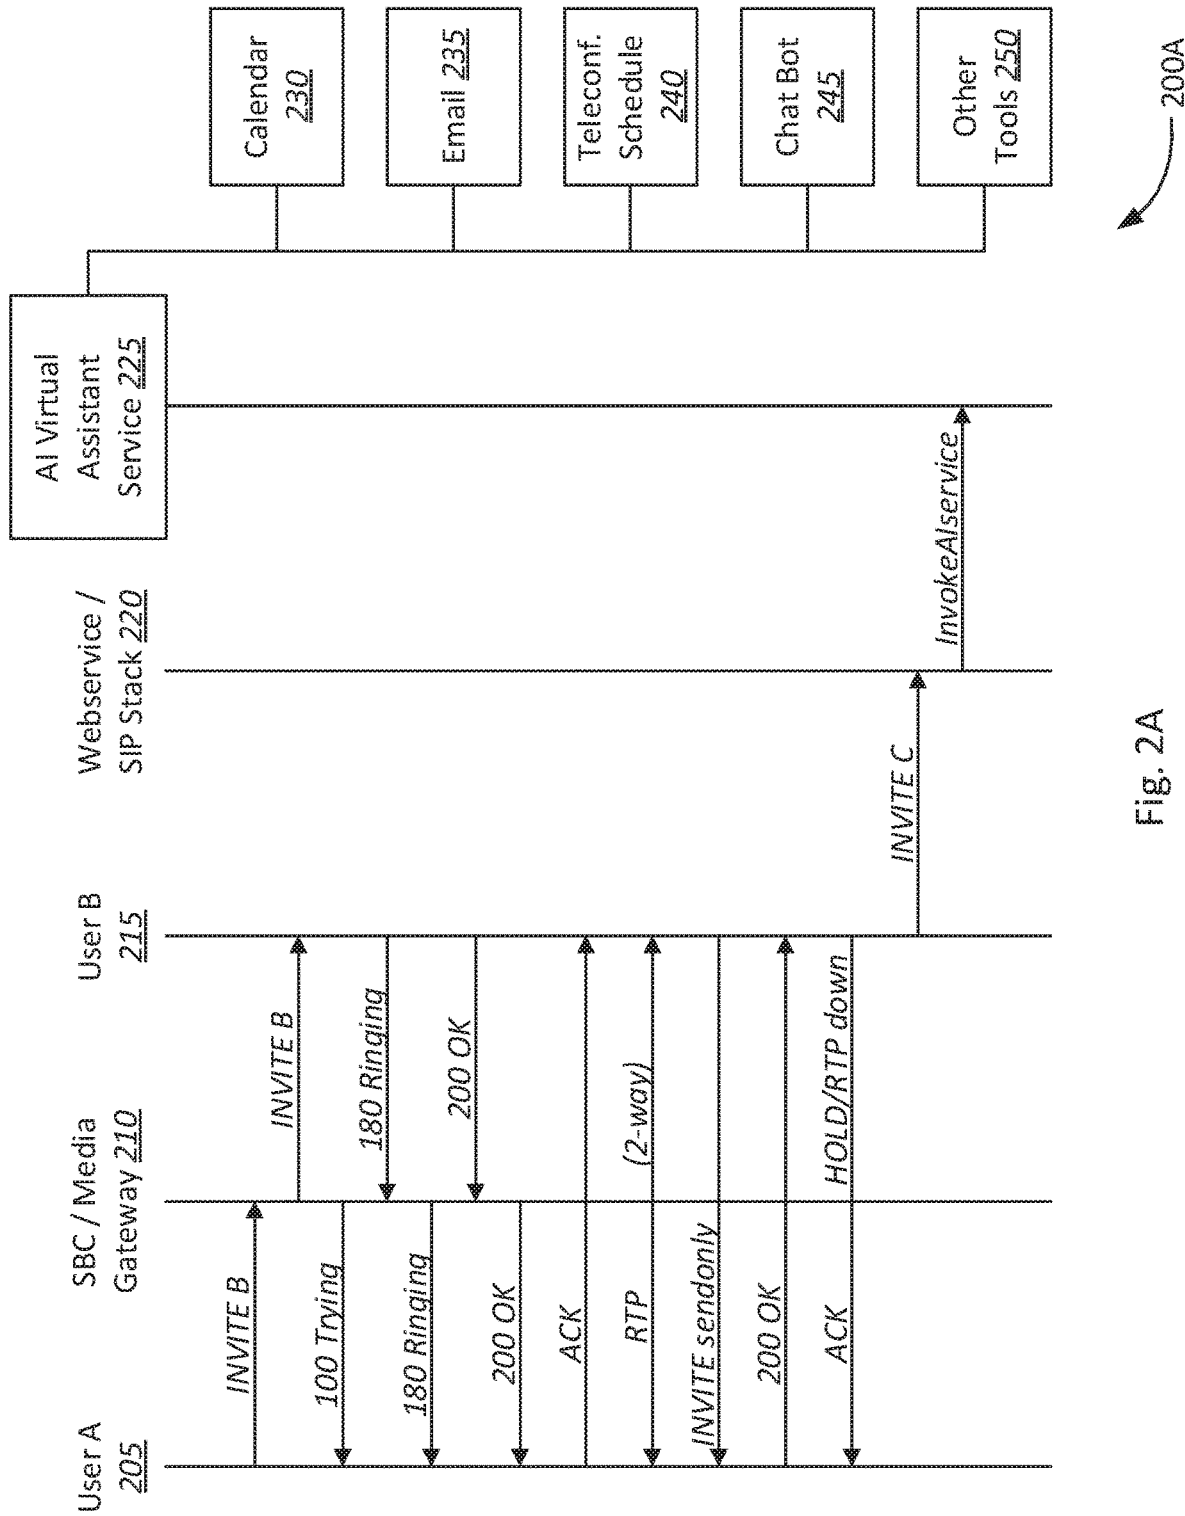 User A
205
SBC / Media
Gateway 210
User B
215
Webservice /
SIP Stack 220
AI Virtual
Assistant
Service 225
Calendar
230
Email 235
Teleconf.
Schedule
240
Chat Bot
245
Other
Tools 250
INVITE B
INVITE B
100 Trying
180 Ringing
180 Ringing
200 OK
200 OK
ACK
RTP
(2-way)
INVITE sendonly
200 OK
ACK
HOLD/RTP down
INVITE C
InvokeAIservice
200A
Fig. 2A